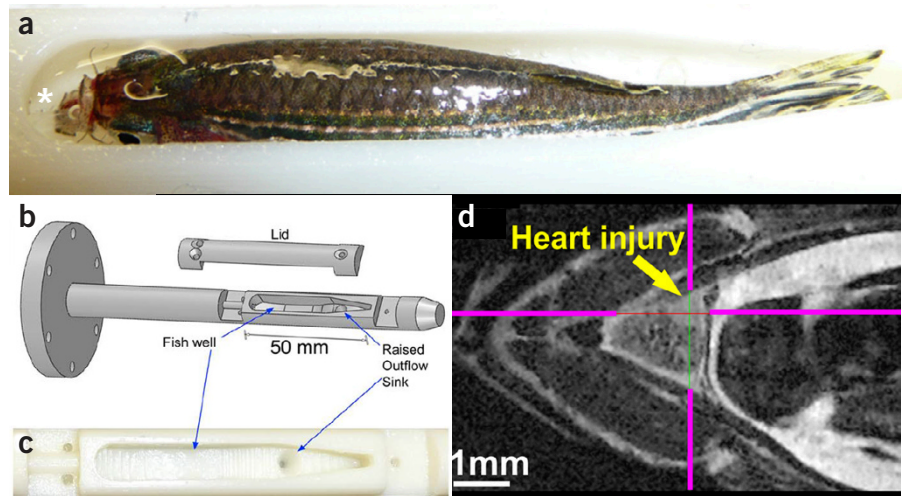 a
*
b
Lid
Fish well
50 mm
Raised
Outflow
Sink
c
d
Heart injury
1mm